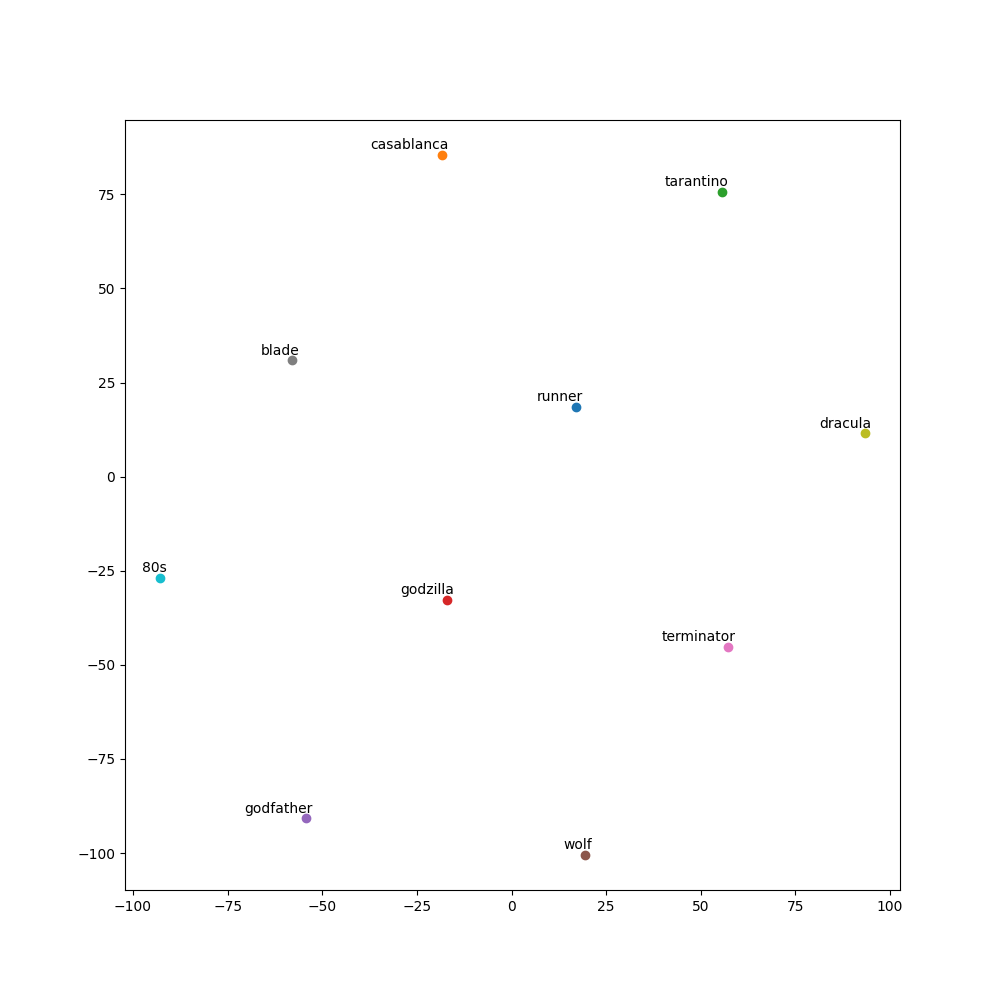 casablanca
tarantino
75
50
blade
25
runner
dracula
0
80s
−25
godzilla
terminator
−50
−75
godfather
wolf
−100
−100 −75 −50 −25 0 25 50 75 100